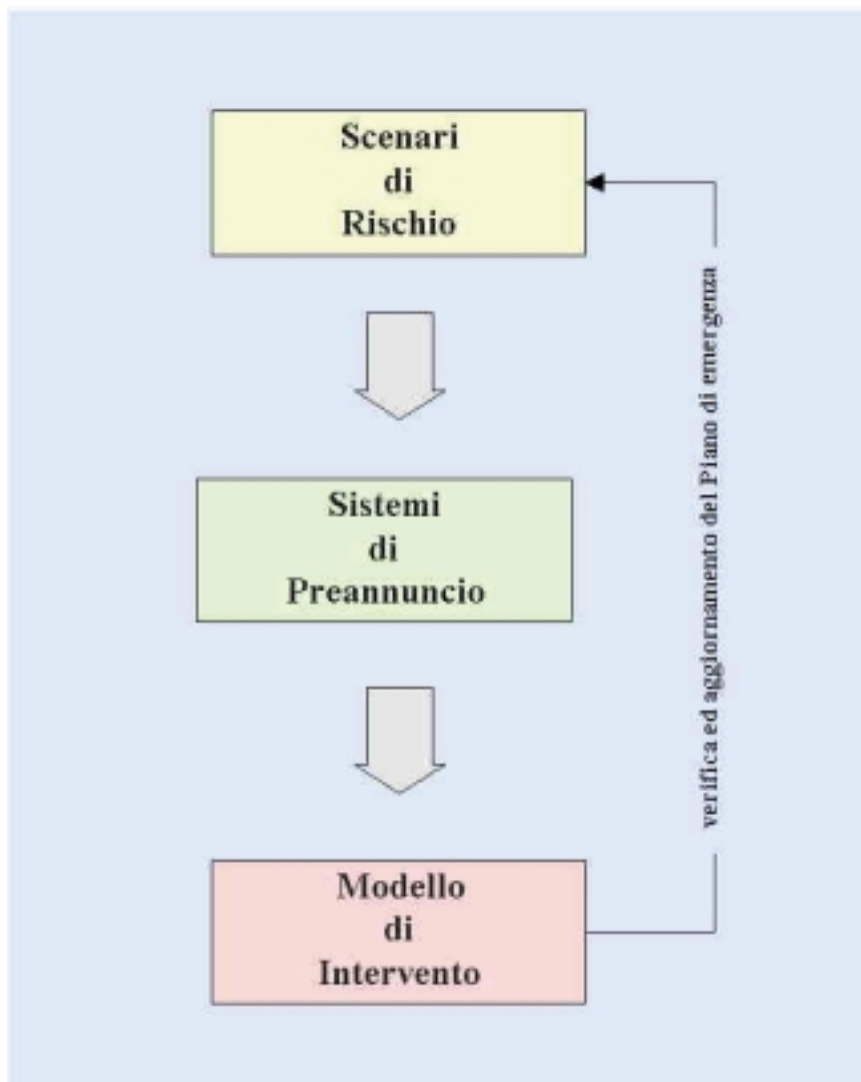 Scenari
di
Rischio
Sistemi
di
Preannuncio
Modello
di
Intervento
verifica ed aggiornamento del Piano di emergenza